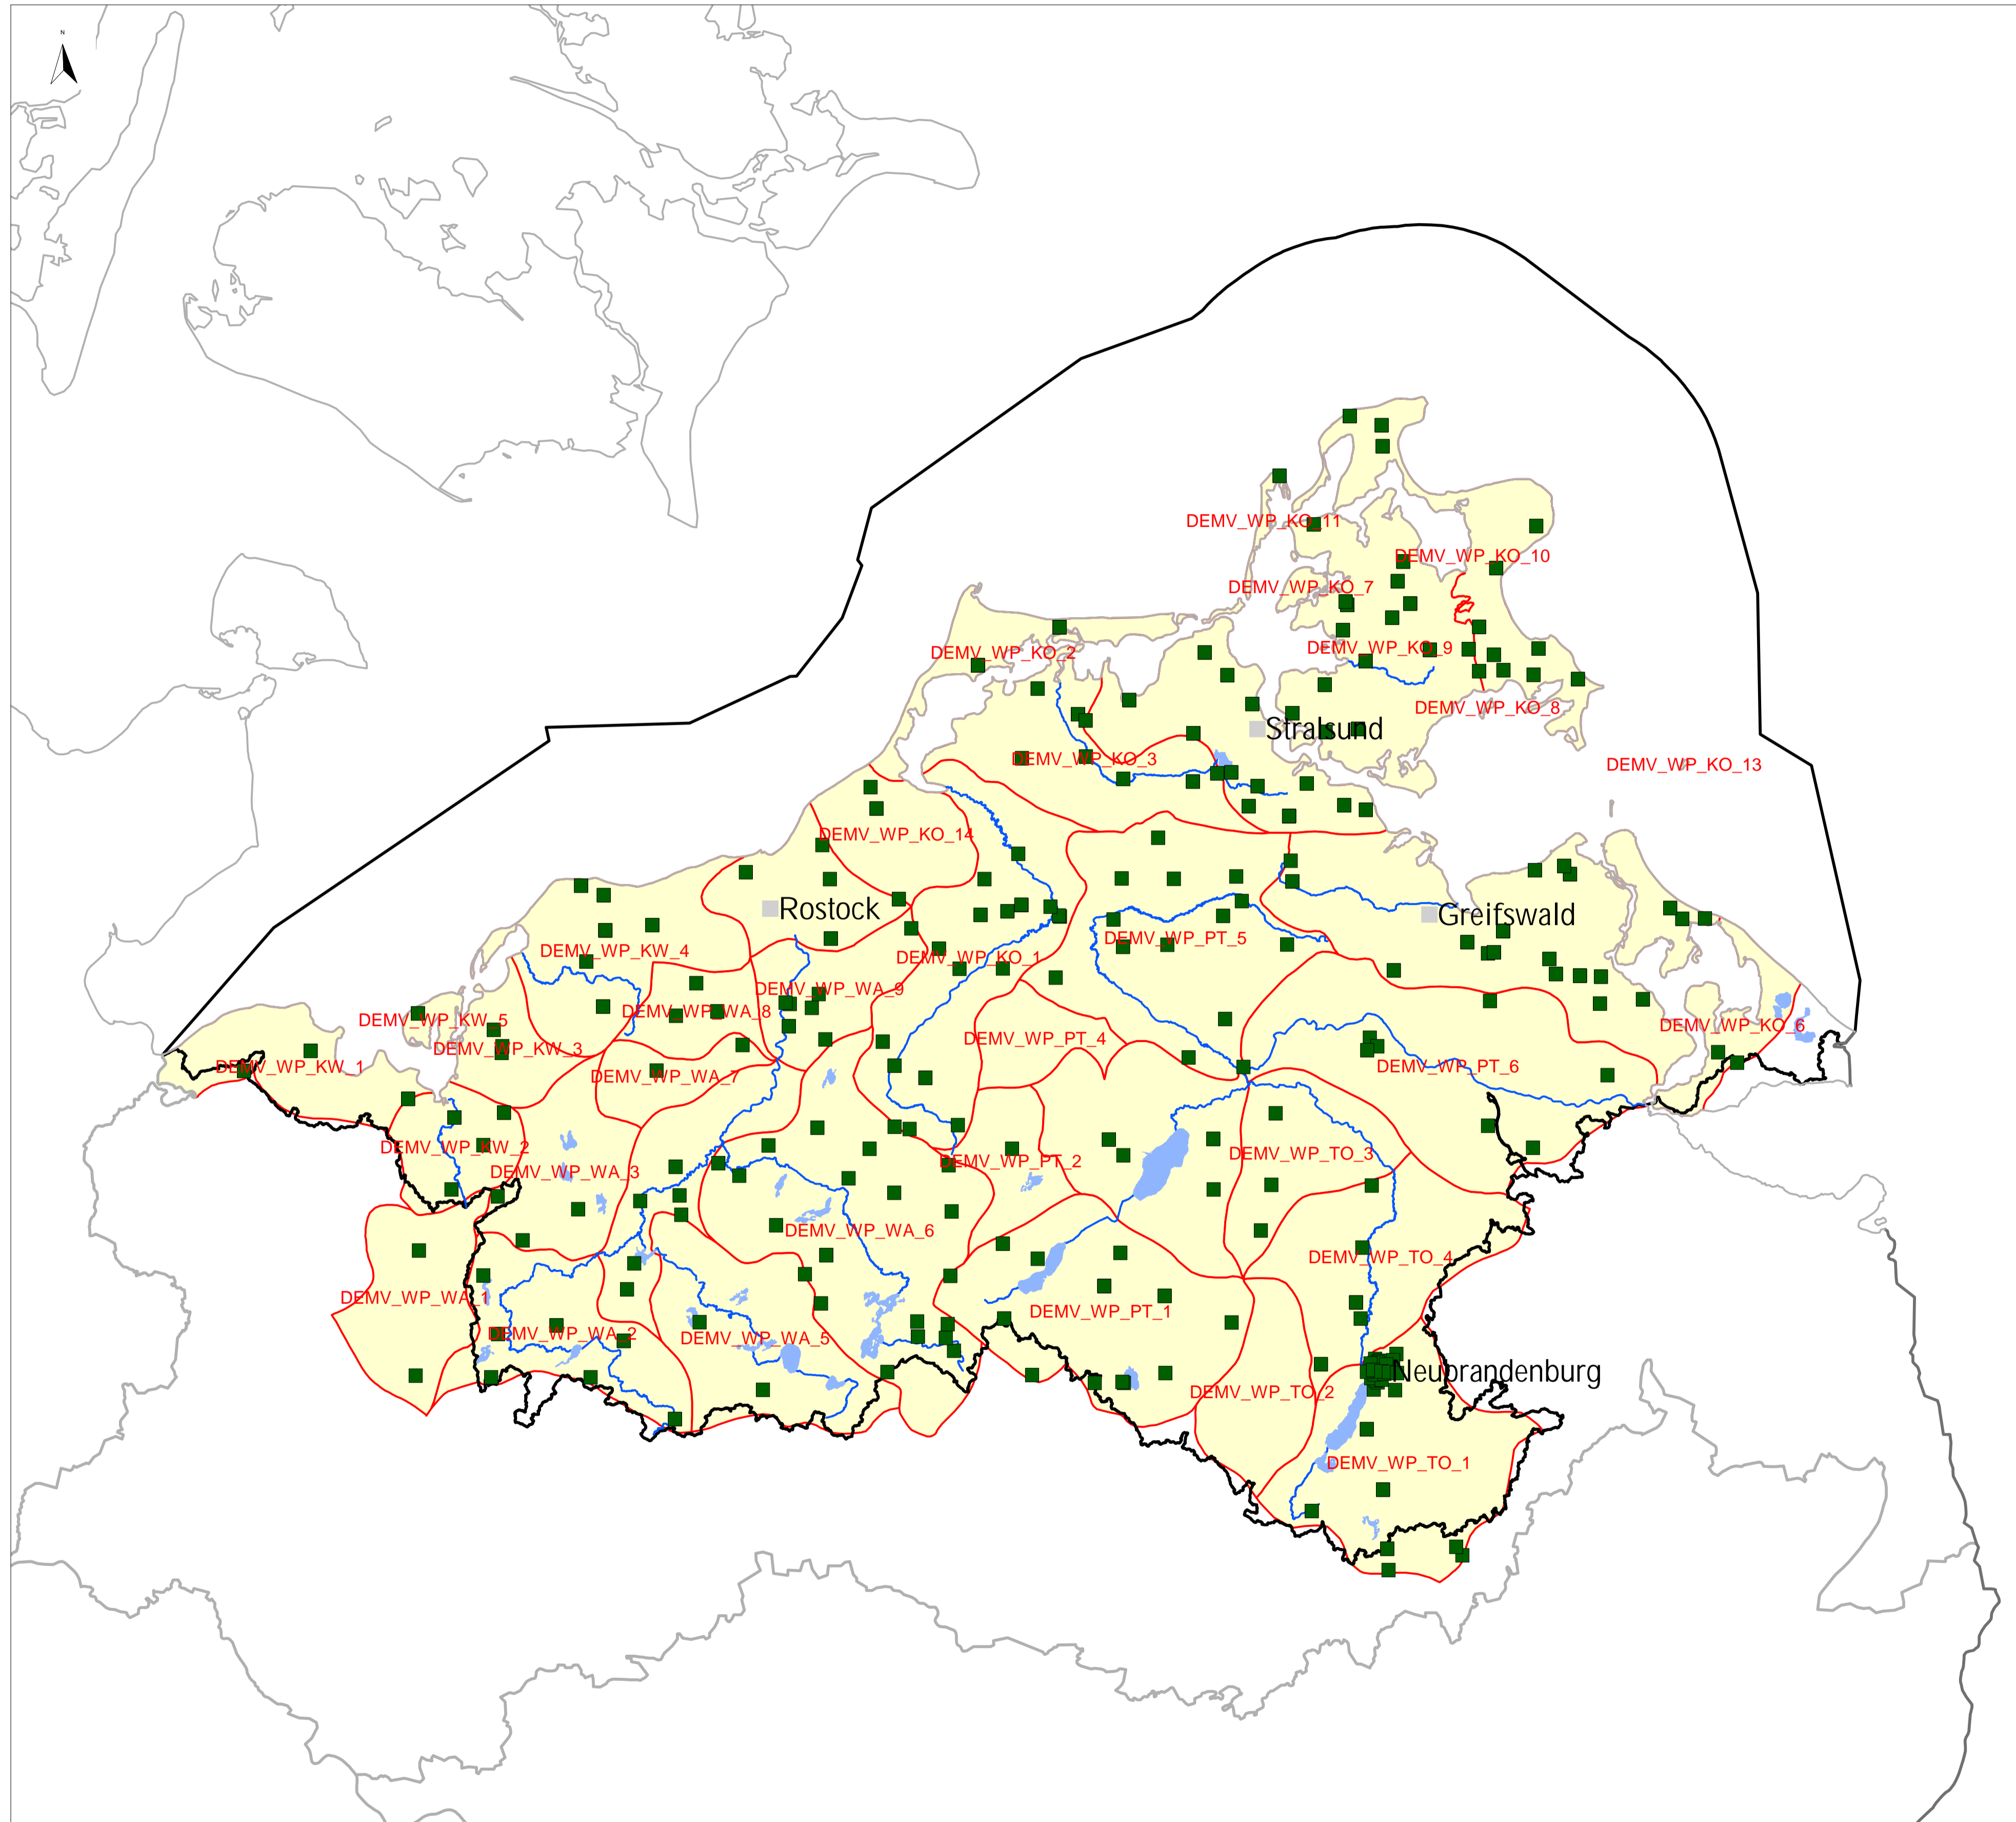 N
DEMV_WP_KO_11
DEMV_WP_KO_10
DEMV_WP_KO_7
DEMV_WP_KO_9
DEMV_WP_KO_2
DEMV_WP_KO_8
Stralsund
DEMV_WP_KO_3
DEMV_WP_KO_13
DEMV_WP_KO_14
Rostock
Greifswald
DEMV_WP_PT_5
DEMV_WP_KW_4
DEMV_WP_KO_1
DEMV_WP_WA_9
DEMV_WP_WA_8
DEMV_WP_KW_5
DEMV_WP_KO_6
DEMV_WP_PT_4
DEMV_WP_KW_3
DEMV_WP_KW_1
DEMV_WP_PT_6
DEMV_WP_WA_7
DEMV_WP_KW_2
DEMV_WP_TO_3
DEMV_WP_PT_2
DEMV_WP_WA_3
DEMV_WP_WA_6
DEMV_WP_TO_4
DEMV_WP_WA_1
DEMV_WP_PT_1
DEMV_WP_WA_2
DEMV_WP_WA_5
Neubrandenburg
DEMV_WP_TO_2
DEMV_WP_TO_1